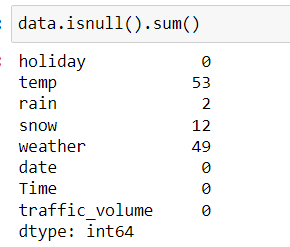 data.isnull().sum()
holiday 0
temp 53
rain 2
snow 12
weather 49
date 0
Time 0
traffic_volume 0
dtype: int64